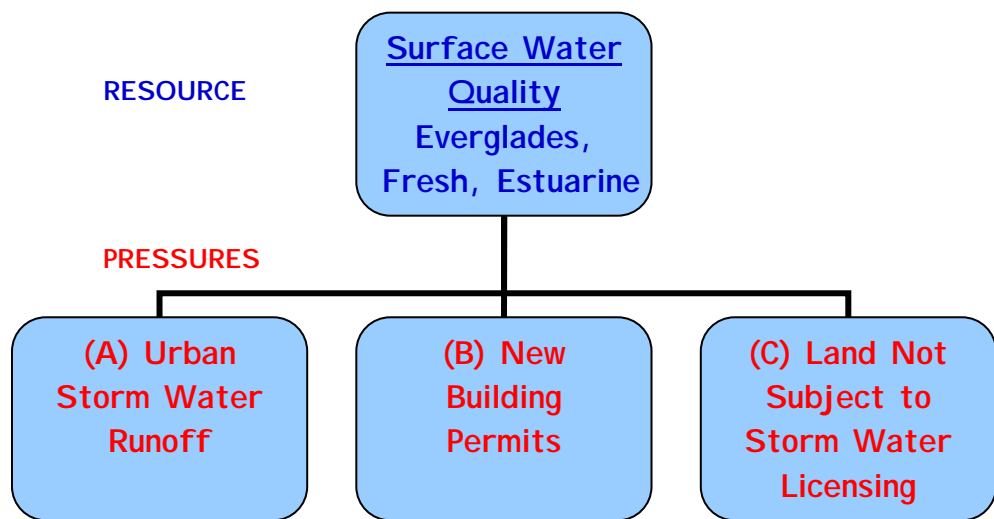 Surface Water
Quality
Everglades,
Fresh, Estuarine
RESOURCE
PRESSURES
(A) Urban
Storm Water
Runoff
(B) New
Building
Permits
(C) Land Not
Subject to
Storm Water
Licensing